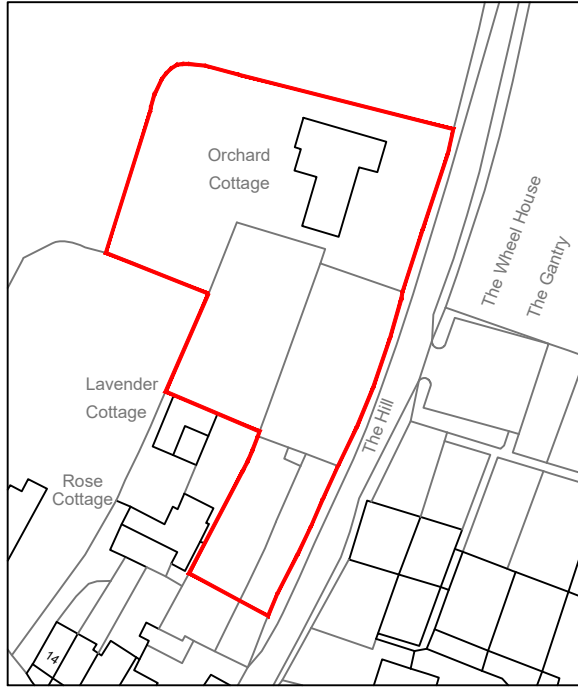 Orchard
Cottage
The Wheel House
The Gantry
Lavender
Cottage
The Hill
Rose
Cottage
14